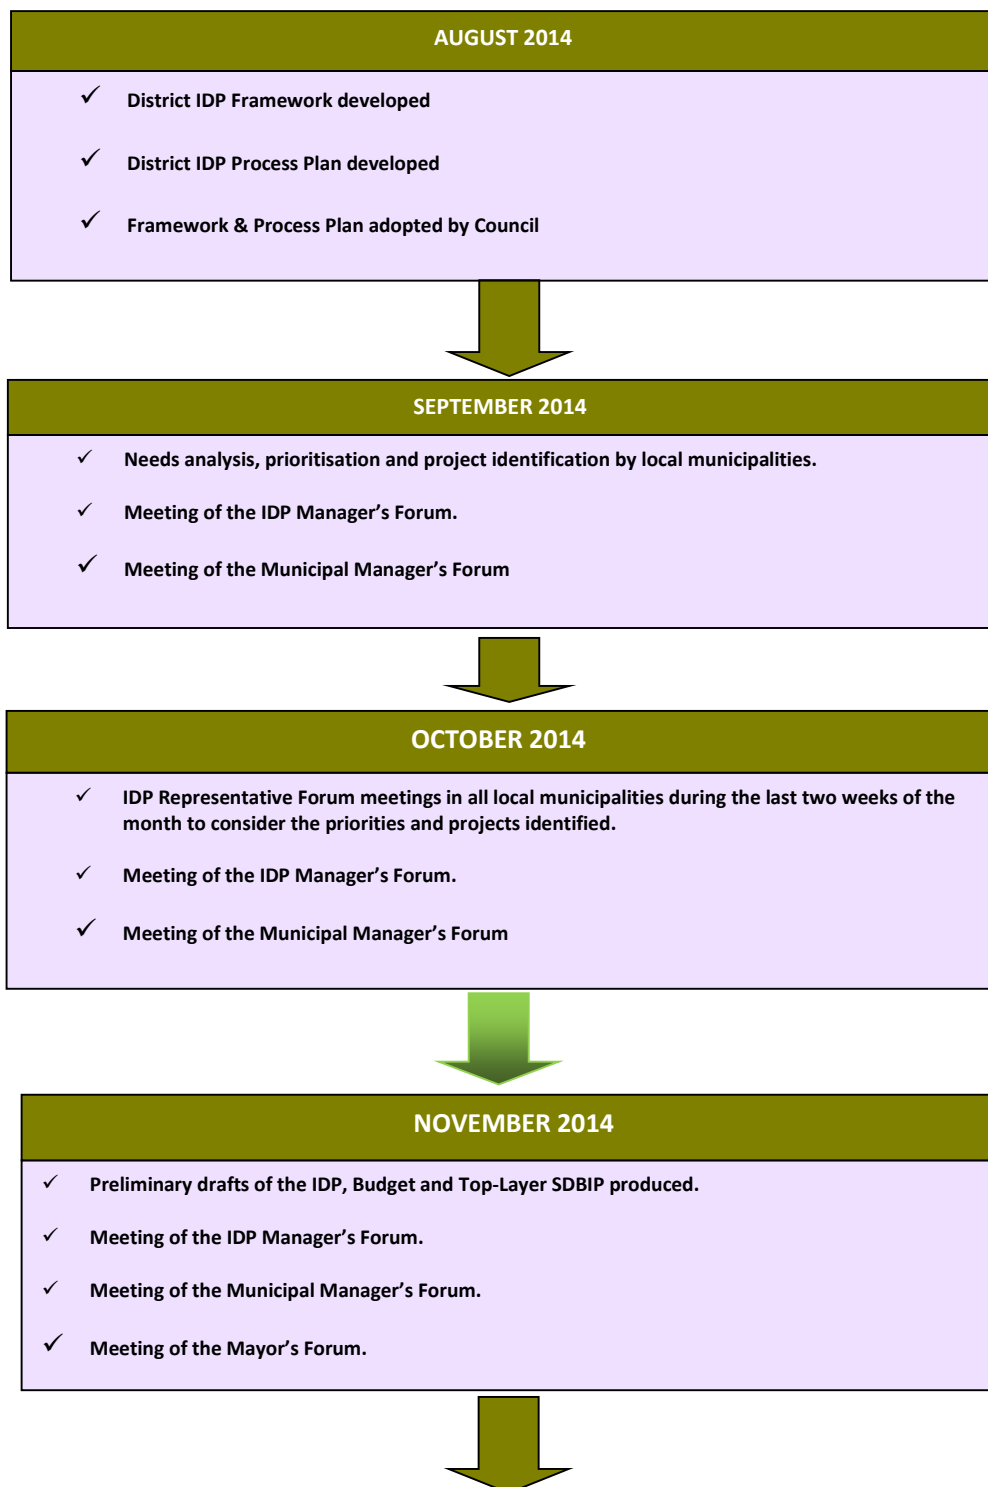 AUGUST 2014
✓ District IDP Framework developed
✓ District IDP Process Plan developed
✓ Framework & Process Plan adopted by Council
SEPTEMBER 2014
✓ Needs analysis, prioritisation and project identification by local municipalities.
✓ Meeting of the IDP Manager’s Forum.
✓ Meeting of the Municipal Manager’s Forum
OCTOBER 2014
✓ IDP Representative Forum meetings in all local municipalities during the last two weeks of the
month to consider the priorities and projects identified.
✓ Meeting of the IDP Manager’s Forum.
✓ Meeting of the Municipal Manager’s Forum
NOVEMBER 2014
✓ Preliminary drafts of the IDP, Budget and Top-Layer SDBIP produced.
✓ Meeting of the IDP Manager’s Forum.
✓ Meeting of the Municipal Manager’s Forum.
✓ Meeting of the Mayor’s Forum.